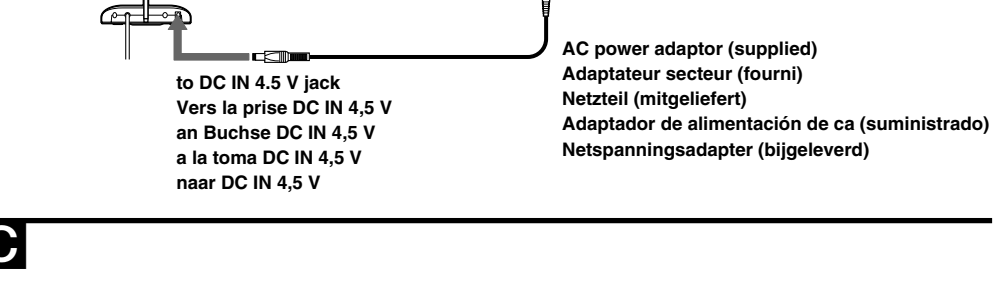 AC power adaptor (supplied)
Adaptateur secteur (fourni)
Netzteil (mitgeliefert)
Adaptador de alimentación de ca (suministrado)
Netspanningsadapter (bijgeleverd)
to DC IN 4.5 V jack
Vers la prise DC IN 4,5 V
an Buchse DC IN 4,5 V
a la toma DC IN 4,5 V
naar DC IN 4,5 V
C